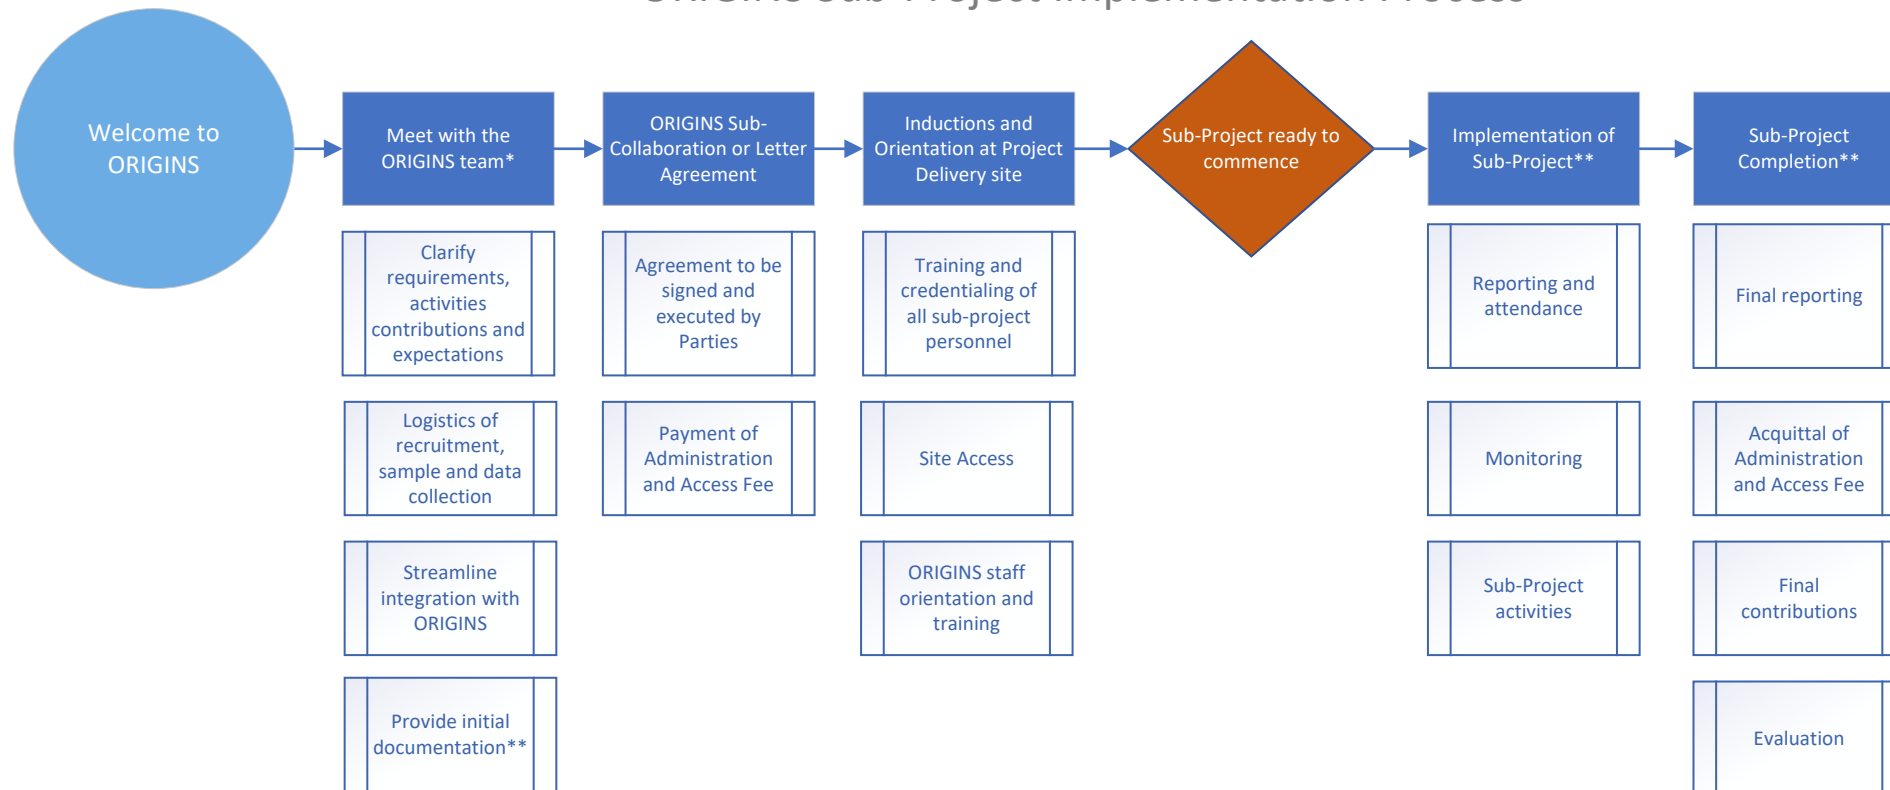 ORIGINS Sub-Project Implementation Process
Welcome to
ORIGINS
Meet with the
ORIGINS team*
ORIGINS Sub-
Collaboration or Letter
Agreement
Inductions and
Orientation at Project
Delivery site
Sub-Project ready to
commence
Implementation of
Sub-Project**
Sub-Project
Completion**
Clarify
requirements,
activities
contributions and
expectations
Logistics of
recruitment,
sample and data
collection
Streamline
integration with
ORIGINS
Provide initial
documentation**
Agreement to be
signed and
executed by
Parties
Payment of
Administration
and Access Fee
Training and
credentialing of
all sub-project
personnel
Site Access
ORIGINS staff
orientation and
training
Reporting and
attendance
Monitoring
Sub-Project
activities
Final reporting
Acquittal of
Administration
and Access Fee
Final
contributions
Evaluation